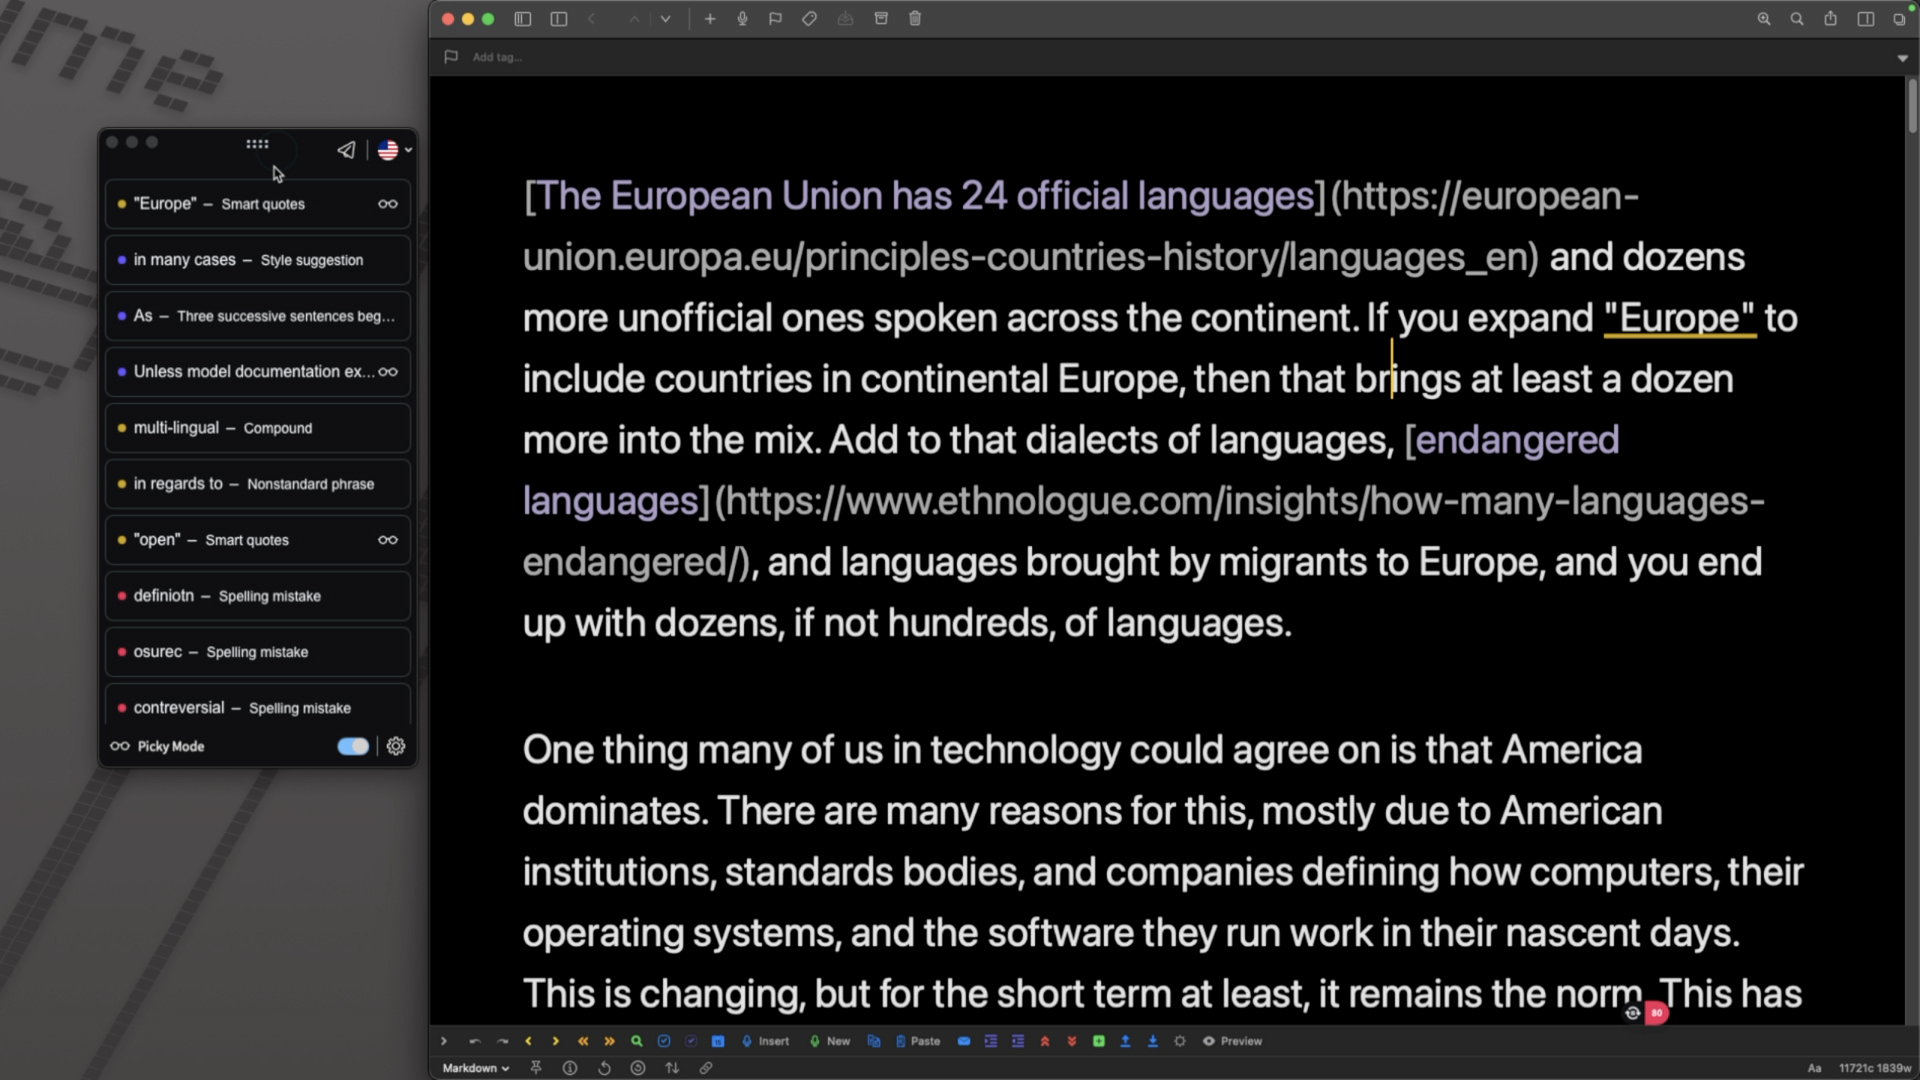 me
"Europe" – Smart quotes
in many cases – Style suggestion
As – Three successive sentences beg...
Unless model documentation ex...
multi-lingual – Compound
in regards to – Nonstandard phrase
"open" – Smart quotes
definiotn – Spelling mistake
osurec – Spelling mistake
contreversial – Spelling mistake
Picky Mode
Add tag...
[The European Union has 24 official languages](https://european-
union.europa.eu/principles-countries-history/languages_en) and dozens
more unofficial ones spoken across the continent. If you expand "Europe" to
include countries in continental Europe, then that brings at least a dozen
more into the mix. Add to that dialects of languages, [endangered
languages](https://www.ethnologue.com/insights/how-many-languages-
endangered/), and languages brought by migrants to Europe, and you end
up with dozens, if not hundreds, of languages.
One thing many of us in technology could agree on is that America
dominates. There are many reasons for this, mostly due to American
institutions, standards bodies, and companies defining how computers, their
operating systems, and the software they run work in their nascent days.
This is changing, but for the short term at least, it remains the norm. This has
80
Insert New Paste Preview
Markdown Aa 11721c 1839w